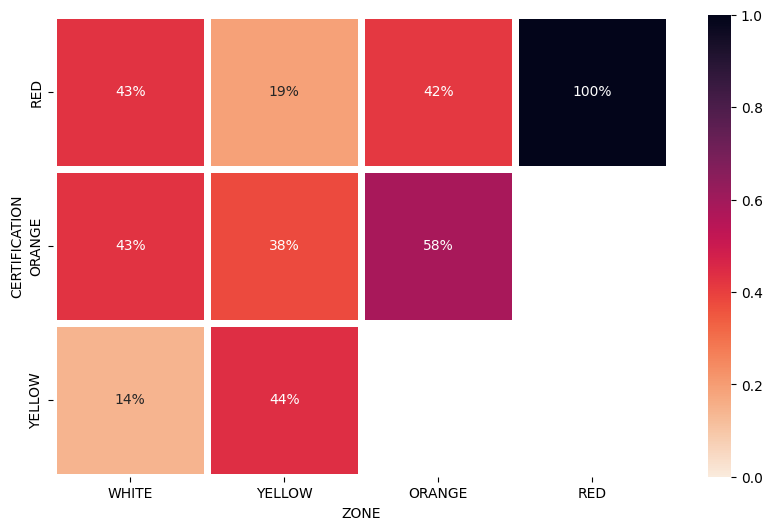 1.0
RED
43%
19%
42%
100%
0.8
0.6
CERTIFICATION
ORANGE
43%
38%
58%
0.4
0.2
YELLOW
14%
44%
0.0
WHITE
YELLOW
ORANGE
RED
ZONE